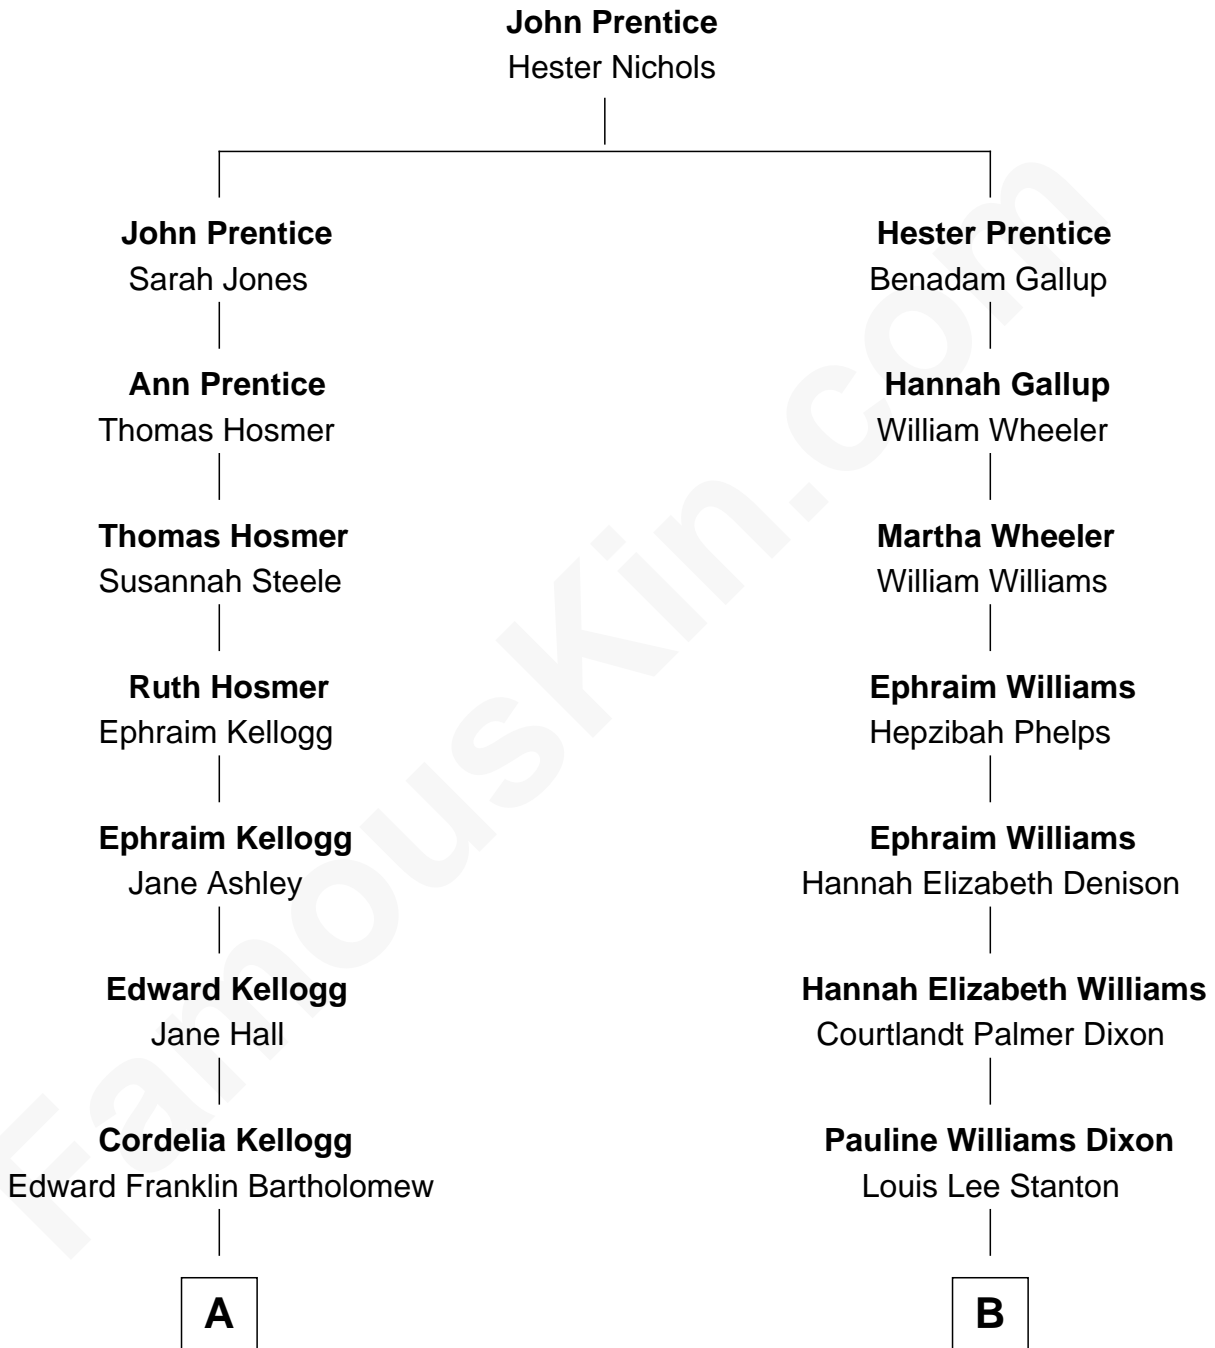 John Prentice
Hester Nichols
John Prentice
Sarah Jones
Ann Prentice
Thomas Hosmer
Thomas Hosmer
Susannah Steele
Ruth Hosmer
Ephraim Kellogg
Ephraim Kellogg
Jane Ashley
Edward Kellogg
Jane Hall
Cordelia Kellogg
Edward Franklin Bartholomew
A
Hester Prentice
Benadam Gallup
Hannah Gallup
William Wheeler
Martha Wheeler
William Williams
Ephraim Williams
Hepzibah Phelps
Ephraim Williams
Hannah Elizabeth Denison
Hannah Elizabeth Williams
Courtlandt Palmer Dixon
Pauline Williams Dixon
Louis Lee Stanton
B
FamousKin.com